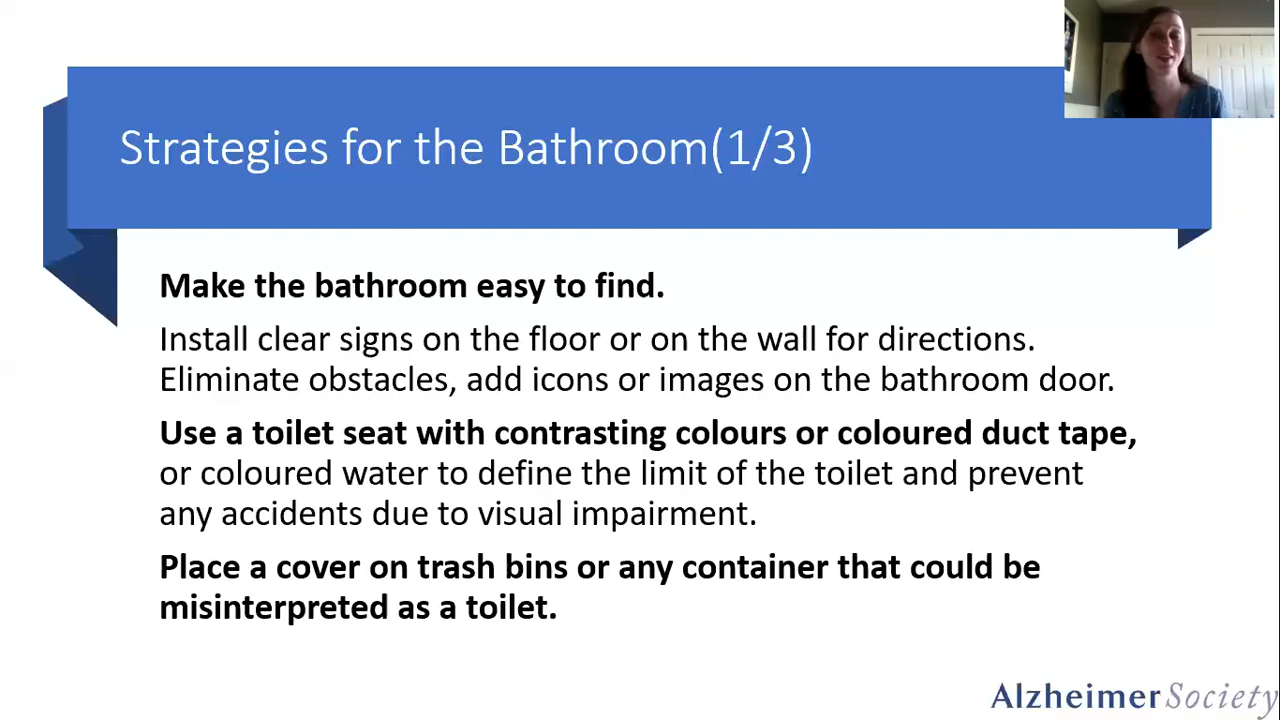 Strategies for the Bathroom(1/3)
Make the bathroom easy to find.
Install clear signs on the floor or on the wall for directions.
Eliminate obstacles, add icons or images on the bathroom door.
Use a toilet seat with contrasting colours or coloured duct tape,
or coloured water to define the limit of the toilet and prevent
any accidents due to visual impairment.
Place a cover on trash bins or any container that could be
misinterpreted as a toilet.
AlzheimerSociety